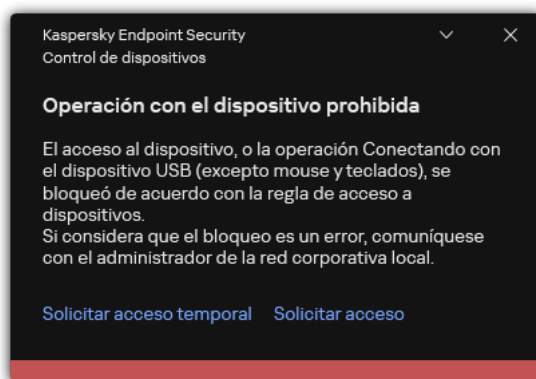 Kaspersky Endpoint Security
Control de dispositivos
Operación con el dispositivo prohibida
El acceso al dispositivo, o la operación Conectando con
el dispositivo USB (excepto mouse y teclados), se
bloqueó de acuerdo con la regla de acceso a
dispositivos.
Si considera que el bloqueo es un error, comuníquese
con el administrador de la red corporativa local.
Solicitar acceso temporal Solicitar acceso